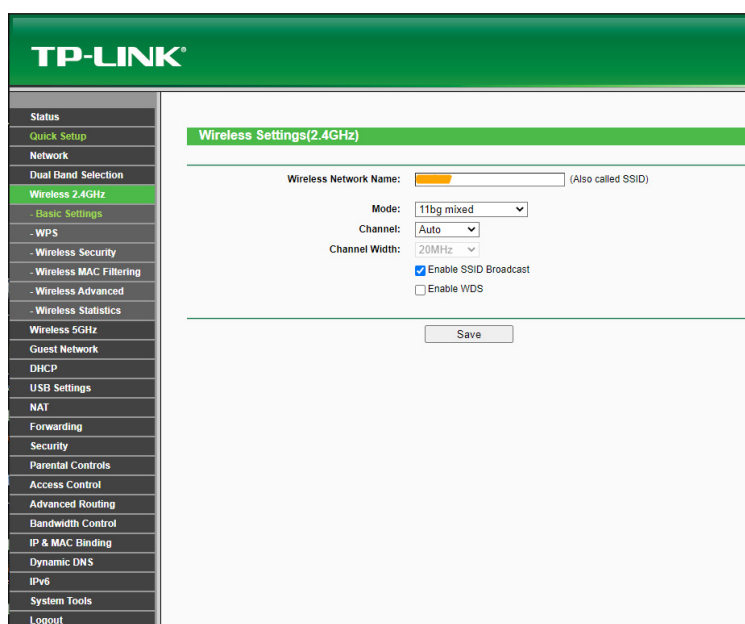 TP-LINK®
Status
Quick Setup
Network
Dual Band Selection
Wireless 2.4GHz
- Basic Settings
- WPS
- Wireless Security
- Wireless MAC Filtering
- Wireless Advanced
- Wireless Statistics
Wireless 5GHz
Guest Network
DHCP
USB Settings
NAT
Forwarding
Security
Parental Controls
Access Control
Advanced Routing
Bandwidth Control
IP & MAC Binding
Dynamic DNS
IPv6
System Tools
Logout
Wireless Settings(2.4GHz)
Wireless Network Name: (Also called SSID)
Mode: 11bg mixed
Channel: Auto
Channel Width: 20MHz
Enable SSID Broadcast
Enable WDS
Save